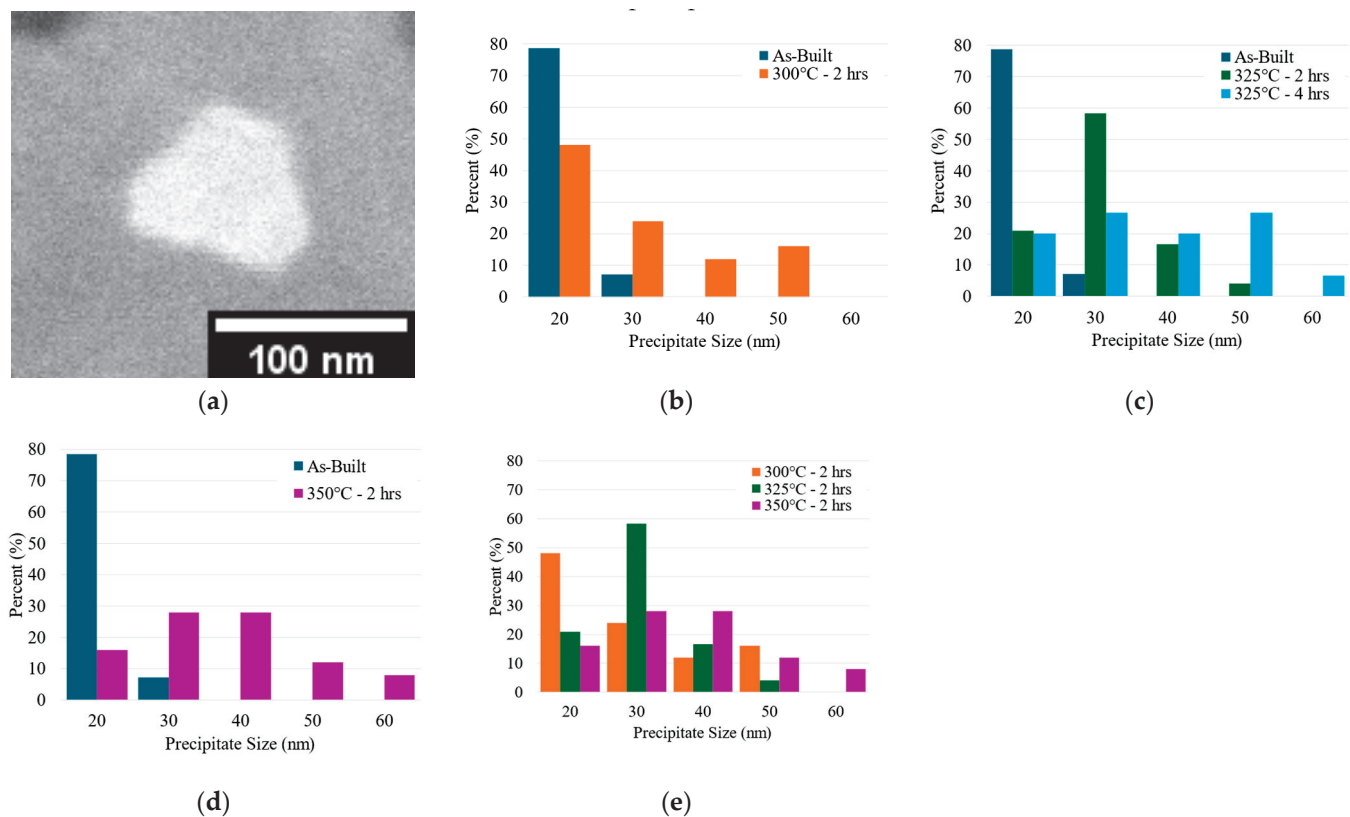 100 nm
(a)
80
70
60
50
40
30
20
10
0
Percent (%)
As-Built
300°C - 2 hrs
20 30 40 50 60
Precipitate Size (nm)
(b)
80
70
60
50
40
30
20
10
0
Percent (%)
As-Built
325°C - 2 hrs
325°C - 4 hrs
20 30 40 50 60
Precipitate Size (nm)
(c)
80
70
60
50
40
30
20
10
0
Percent (%)
As-Built
350°C - 2 hrs
20 30 40 50 60
Precipitate Size (nm)
(d)
80
70
60
50
40
30
20
10
0
Percent (%)
300°C - 2 hrs
325°C - 2 hrs
350°C - 2 hrs
20 30 40 50 60
Precipitate Size (nm)
(e)